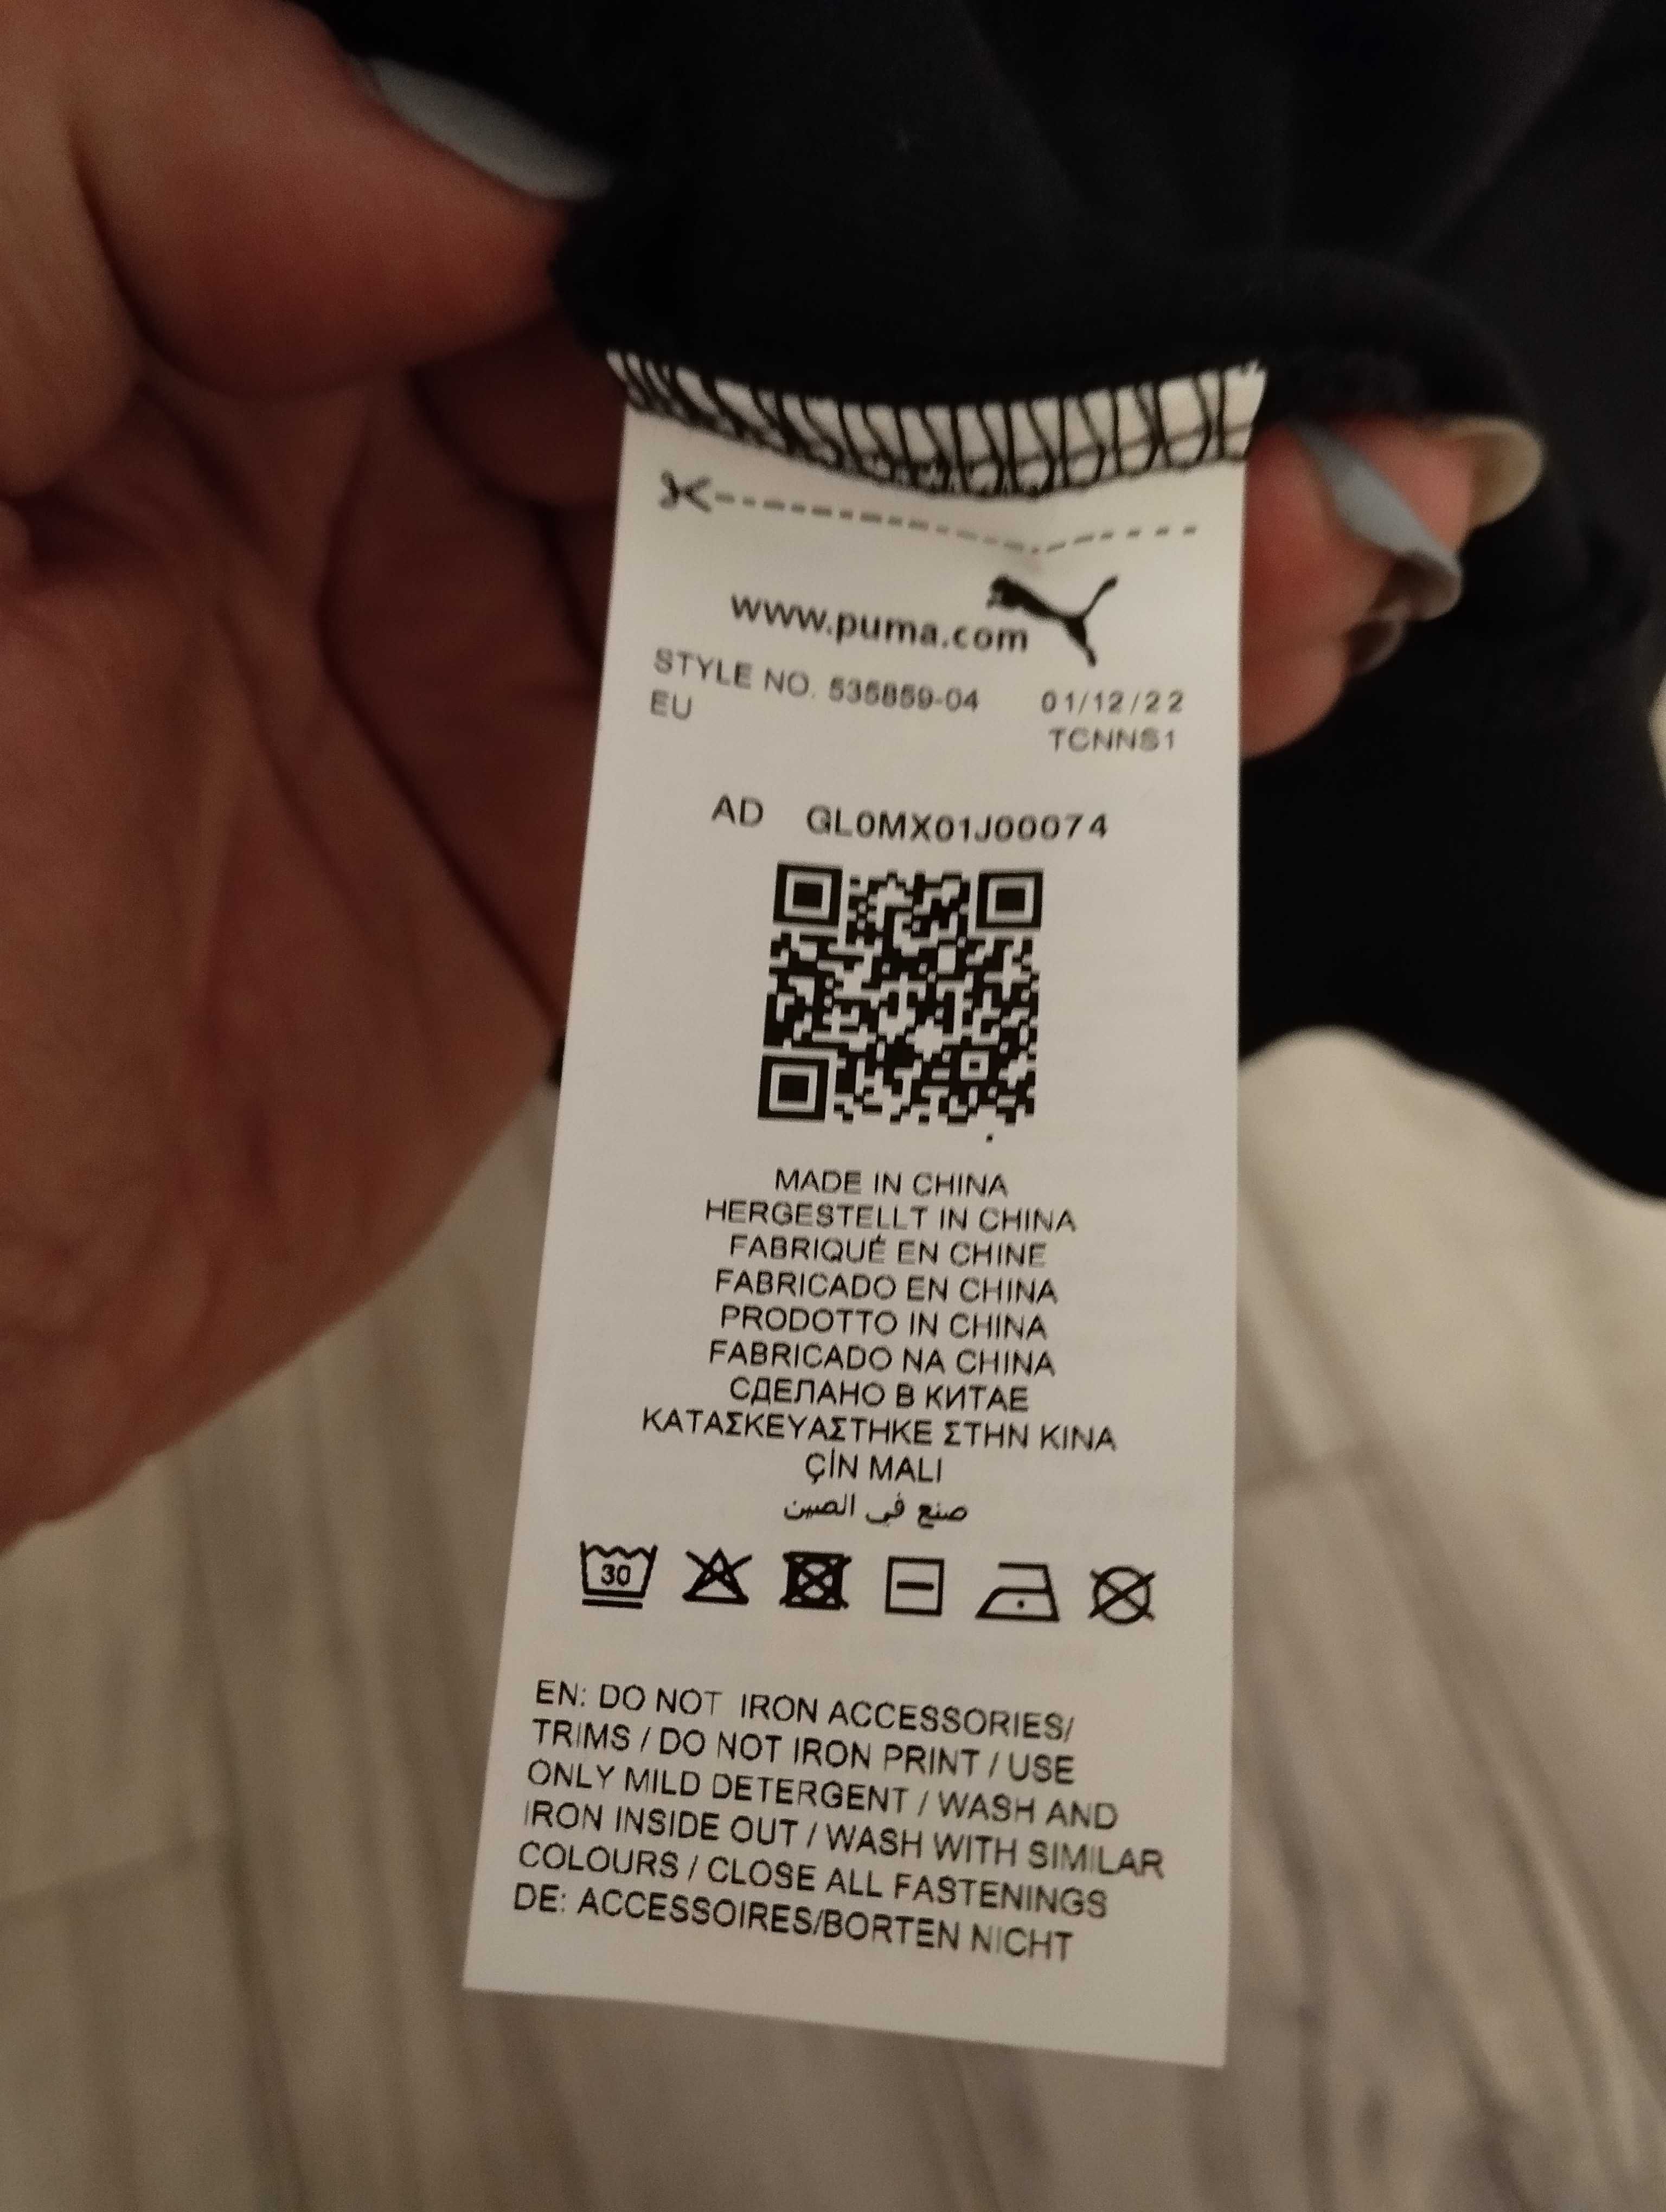 www.puma.com
STYLE NO. 535859-04 01/12/22
EU TCNNS1
AD GL0MX01J00074
MADE IN CHINA
HERGESTELLT IN CHINA
FABRIQUÉ EN CHINE
FABRICADO EN CHINA
PRODOTTO IN CHINA
FABRICADO NA CHINA
СДЕЛАНО В КИТАЕ
ΚΑΤΑΣΚΕΥΑΣΤΗΚΕ ΣΤΗΝ ΚΙΝΑ
ÇİN MALI
صنع في الصين
30
EN: DO NOT IRON ACCESSORIES/
TRIMS / DO NOT IRON PRINT / USE
ONLY MILD DETERGENT / WASH AND
IRON INSIDE OUT / WASH WITH SIMILAR
COLOURS / CLOSE ALL FASTENINGS
DE: ACCESSOIRES/BORTEN NICHT